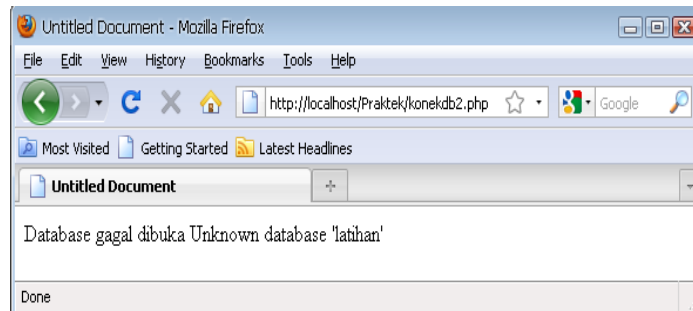 Untitled Document - Mozilla Firefox
File Edit View History Bookmarks Tools Help
http://localhost/Praktek/konekdb2.php Google
Most Visited Getting Started Latest Headlines
Untitled Document
Database gagal dibuka Unknown database 'latihan'
Done